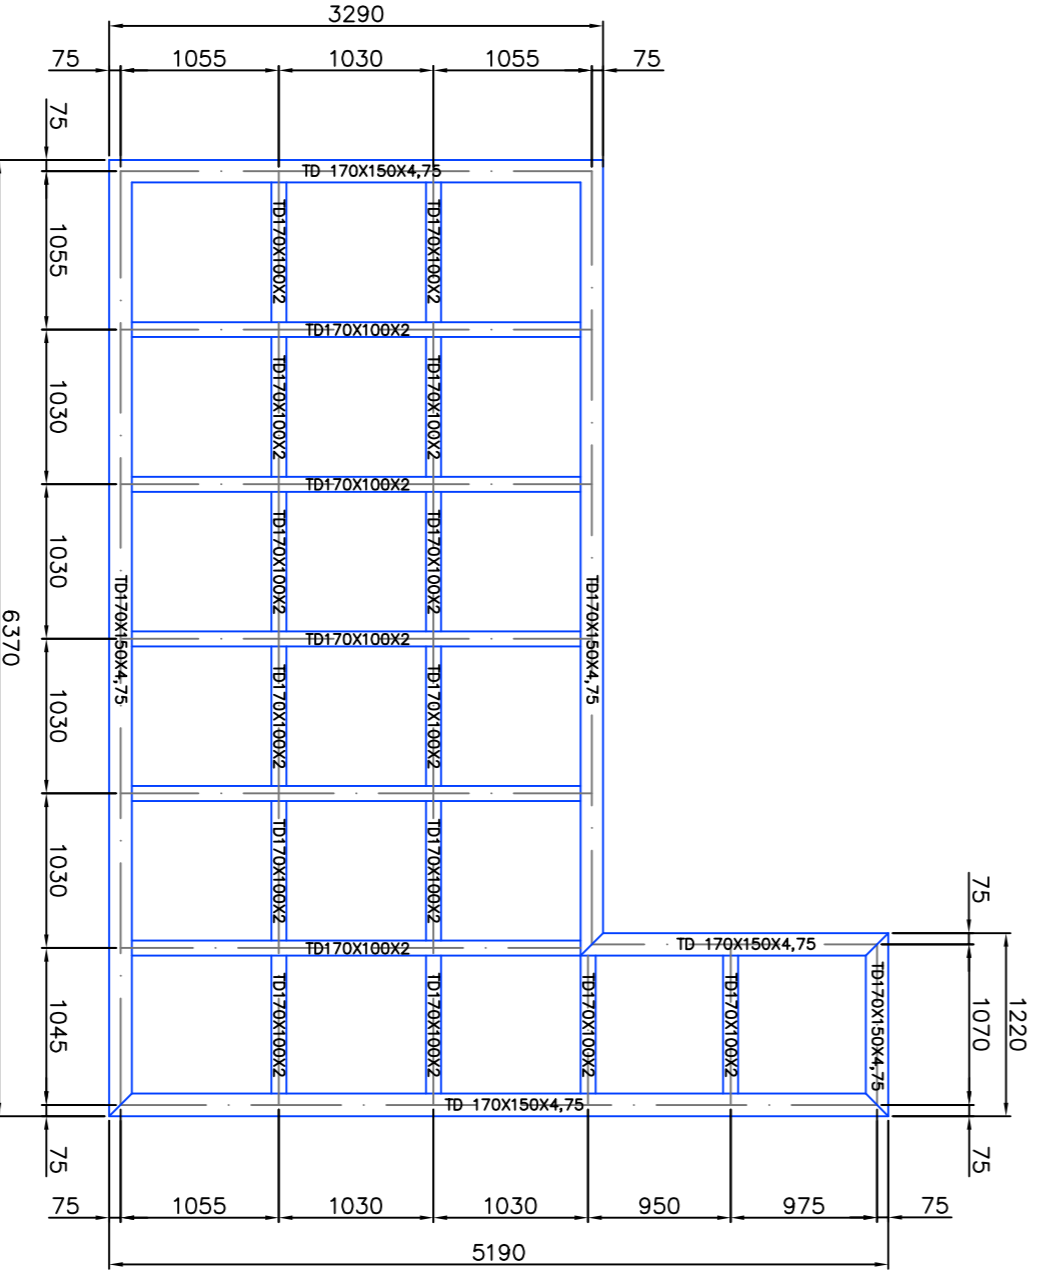 3290
75 1055 1030 1055 75
75
TD 170X150X4,75
TD170X100X2 TD170X100X2
1055
TD170X100X2
TD170X100X2 TD170X100X2
1030
TD170X100X2
TD170X100X2 TD170X100X2
1030
6370
TD170X150X4,75 TD170X150X4,75
TD170X100X2
TD170X100X2 TD170X100X2
1030
TD170X100X2 TD170X100X2
1030
75
TD170X100X2
TD 170X150X4,75
TD170X100X2 TD170X100X2 TD170X100X2 TD170X100X2 TD170X150X4,75
1045
1070
1220
TD 170X150X4,75
75
75
75 1055 1030 1030 950 975 75
5190